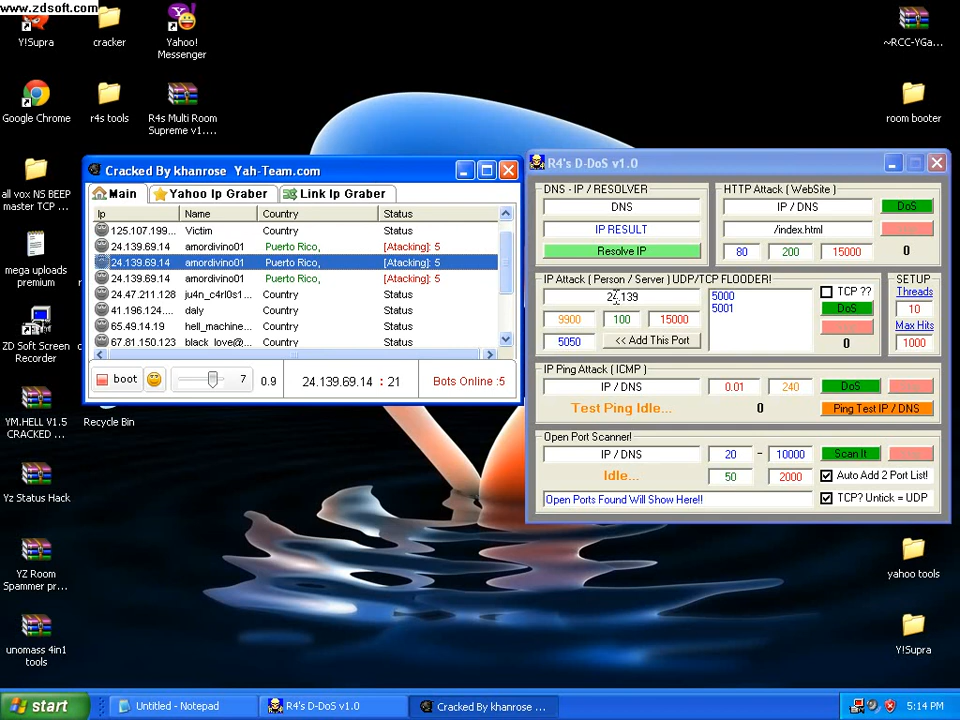 www.zdsoft.com
Y!Supra
cracker
Yahoo!
Messenger
~RCC-YGa...
Google Chrome
r4s tools
R4s Multi Room
Supreme v1....
room booter
all vox NS BEEP
master TCP ...
mega uploads
premium
ZD Soft Screen
Recorder
YM.HELL V1.5
CRACKED ...
Recycle Bin
Yz Status Hack
YZ Room
Spammer pr...
unomass 4in1
tools
yahoo tools
Y!Supra
Cracked By khanrose Yah-Team.com
Main Yahoo Ip Graber Link Ip Graber
Ip Name Country Status
125.107.199... Victim Country Status
24.139.69.14 amordivino01 Puerto Rico, [Atacking]: 5
24.139.69.14 amordivino01 Puerto Rico, [Atacking]: 5
24.139.69.14 amordivino01 Puerto Rico, [Atacking]: 5
24.47.211.128 ju4n_c4rl0s1... Country Status
41.196.124.... daly Country Status
65.49.14.19 hell_machine... Country Status
67.81.150.123 black_love@... Country Status
boot 7 0.9 24.139.69.14 : 21 Bots Online :5
R4's D-DoS v1.0
DNS - IP / RESOLVER
DNS
IP RESULT
Resolve IP
HTTP Attack ( WebSite )
IP / DNS DoS
/index.html
80 200 15000 0
IP Attack ( Person / Server ) UDP/TCP FLOODER!
5000
5001
TCP ??
DoS
9900 100 15000
5050 << Add This Port 0
SETUP
Threads
10
Max Hits
1000
IP Ping Attack ( ICMP )
IP / DNS 0.01 240 DoS
Test Ping Idle... 0 Ping Test IP / DNS
Open Port Scanner!
IP / DNS 20 - 10000 Scan It
Idle... 50 2000 Auto Add 2 Port List!
Open Ports Found Will Show Here!! TCP? Untick = UDP
start Untitled - Notepad R4's D-DoS v1.0 Cracked By khanrose ... 5:14 PM